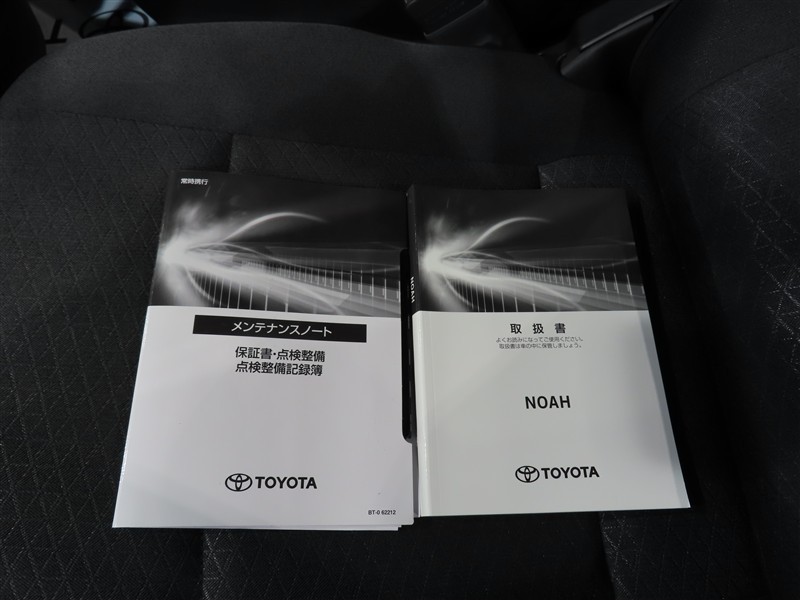 常時携行
メンテナンスノート
保証書・点検整備
点検整備記録簿
TOYOTA
BT-0 62212
NOAH
取扱書
よくお読みになってご使用ください。
取扱書は車の中に保管しましょう。
NOAH
TOYOTA